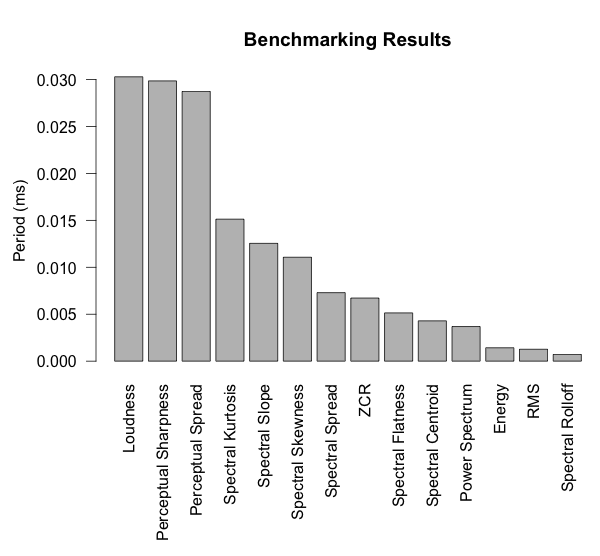 Benchmarking Results
Period (ms)
0.030
0.025
0.020
0.015
0.010
0.005
0.000
Loudness
Perceptual Sharpness
Perceptual Spread
Spectral Kurtosis
Spectral Slope
Spectral Skewness
Spectral Spread
ZCR
Spectral Flatness
Spectral Centroid
Power Spectrum
Energy
RMS
Spectral Rolloff